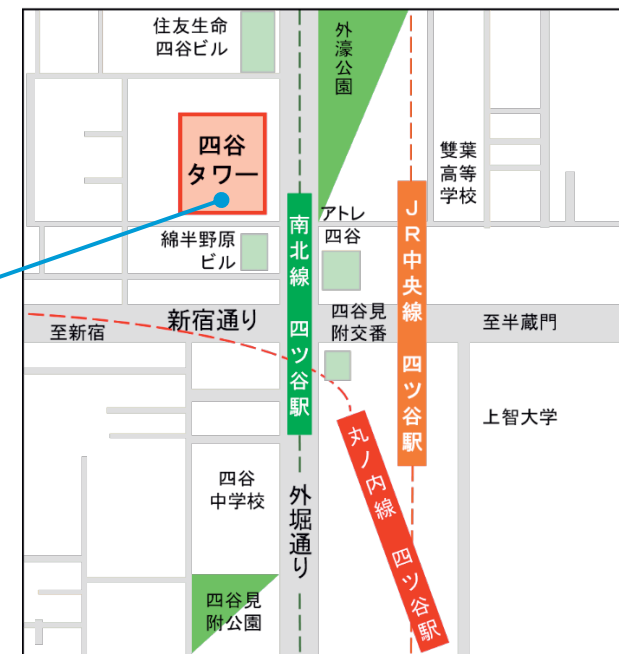 住友生命
四谷ビル
外濠公園
四谷
タワー
雙葉
高等
学校
アトレ
四谷
綿半野原
ビル
南北線 四ツ谷駅
JR中央線 四ツ谷駅
新宿通り
至新宿
四谷見
附交番
至半蔵門
丸ノ内線 四ツ谷駅
上智大学
四谷
中学校
外堀通り
四谷見
附公園